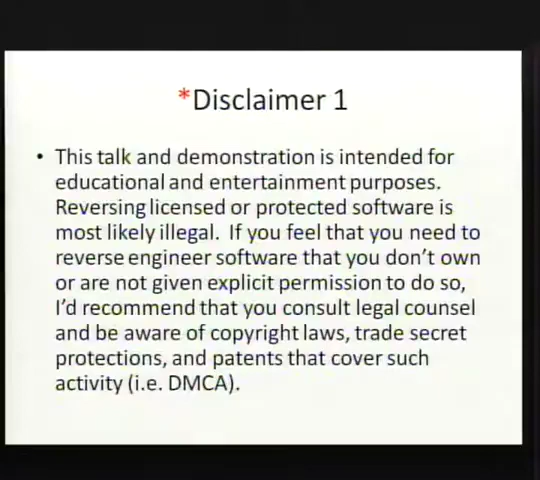 *Disclaimer 1
• This talk and demonstration is intended for
educational and entertainment purposes.
Reversing licensed or protected software is
most likely illegal.  If you feel that you need to
reverse engineer software that you don't own
or are not given explicit permission to do so,
I'd recommend that you consult legal counsel
and be aware of copyright laws, trade secret
protections, and patents that cover such
activity (i.e. DMCA).